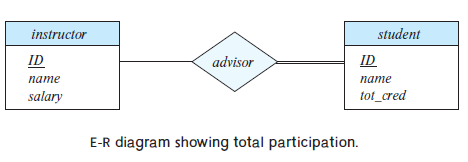 instructor
ID
name
salary
advisor
student
ID
name
tot_cred
E-R diagram showing total participation.